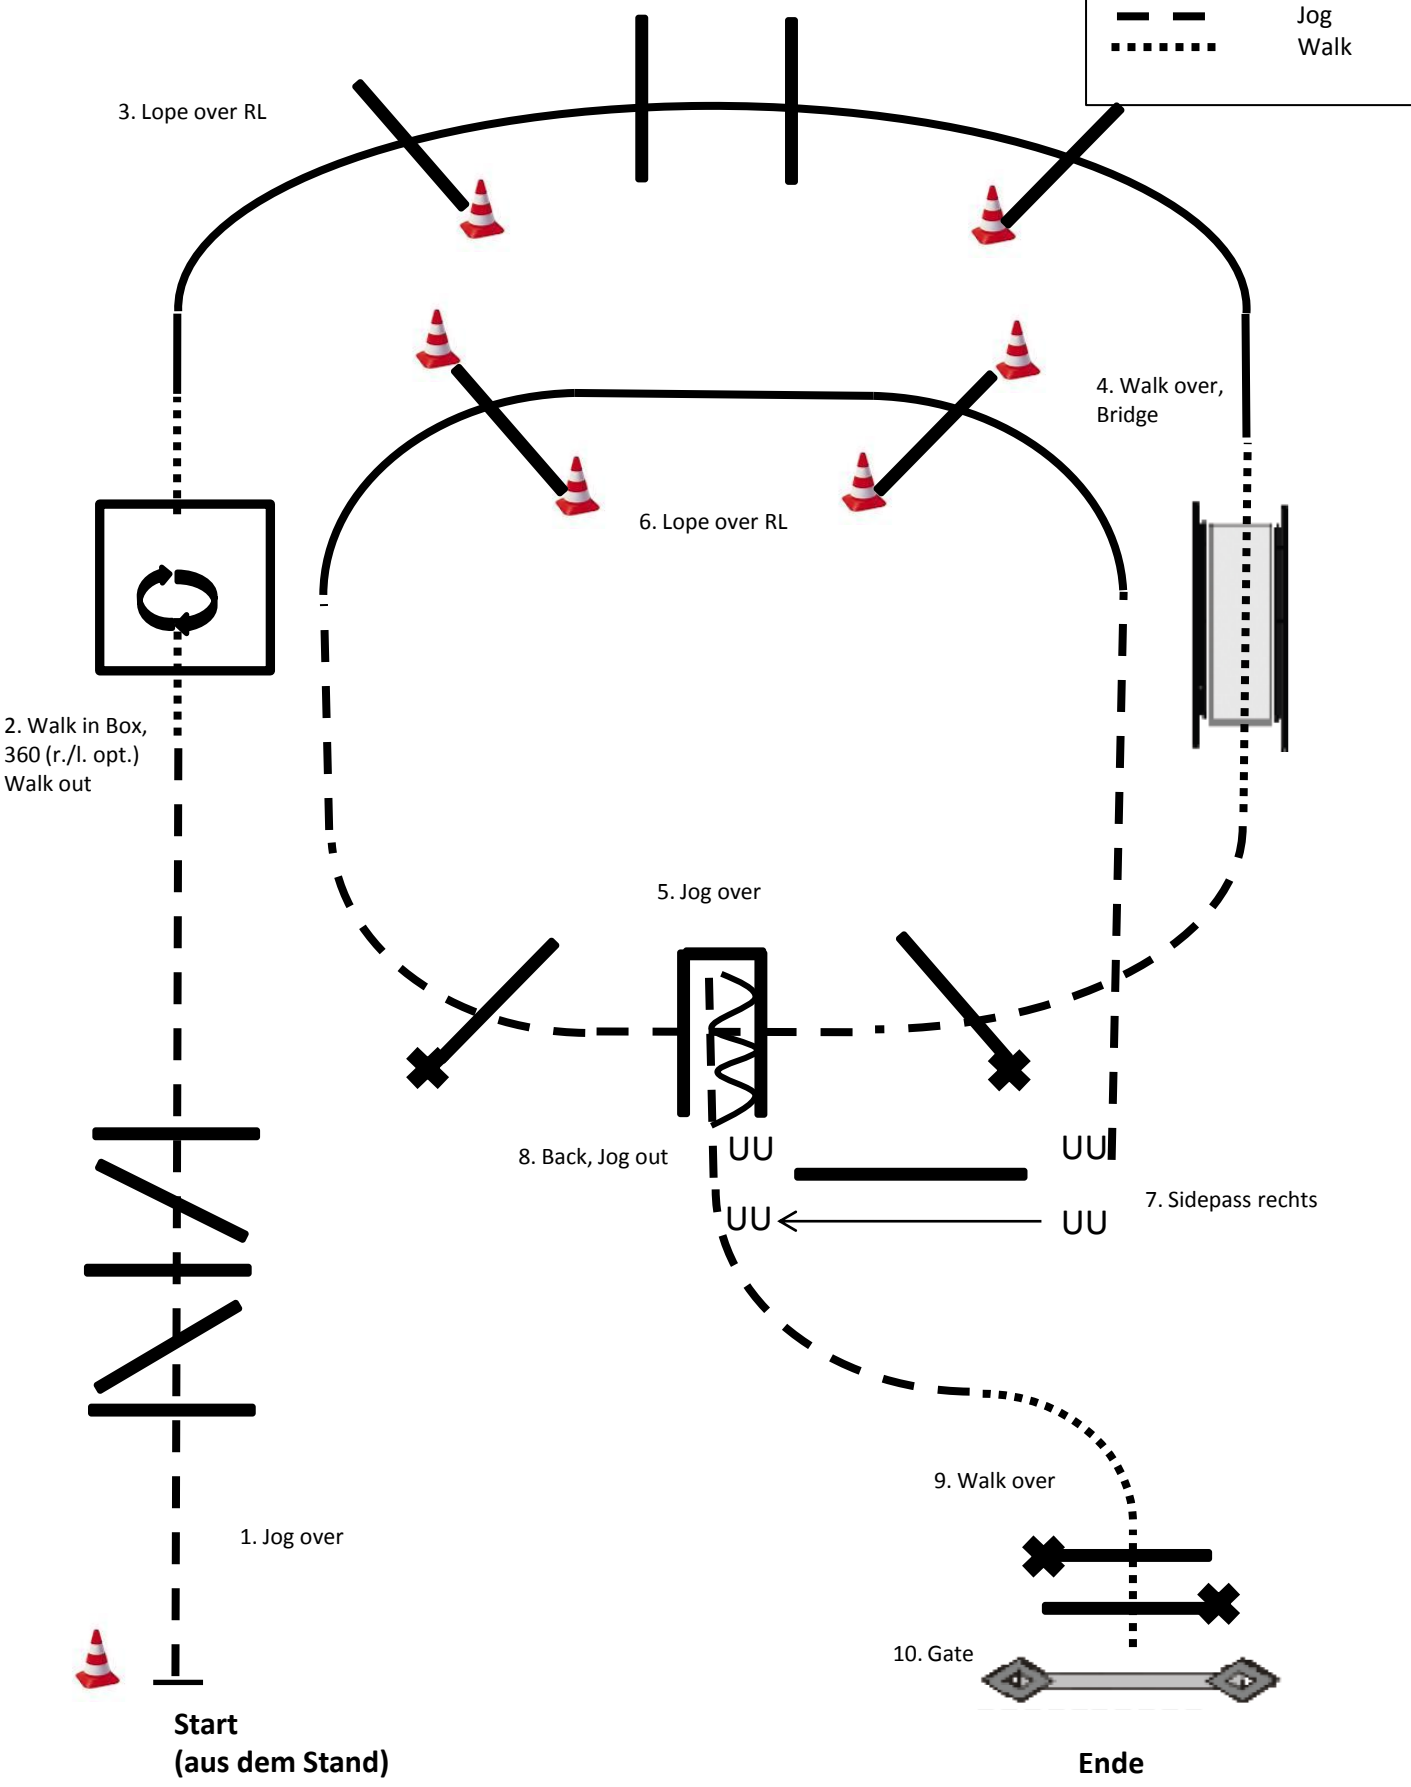 Jog
Walk
3. Lope over RL
4. Walk over,
Bridge
6. Lope over RL
2. Walk in Box,
360 (r./l. opt.)
Walk out
5. Jog over
8. Back, Jog out
UU
UU
7. Sidepass rechts
UU
UU
9. Walk over
1. Jog over
10. Gate
Start
(aus dem Stand)
Ende